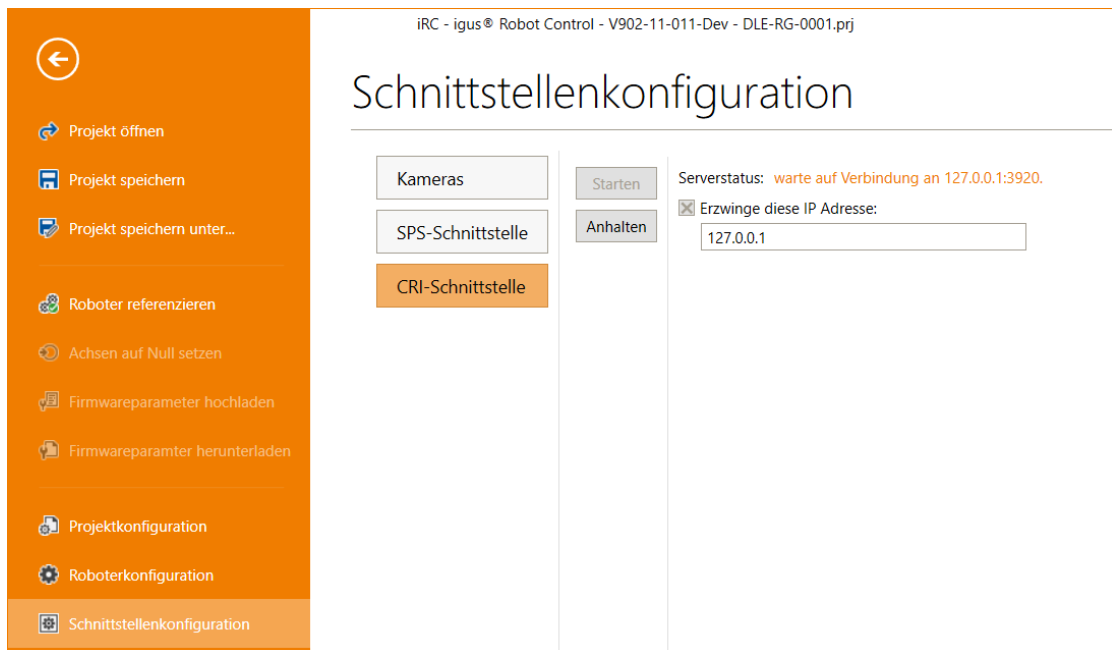 iRC - igus® Robot Control - V902-11-011-Dev - DLE-RG-0001.prj
Schnittstellenkonfiguration
Projekt öffnen
Projekt speichern
Projekt speichern unter...
Roboter referenzieren
Achsen auf Null setzen
Firmwareparameter hochladen
Firmwareparamter herunterladen
Projektkonfiguration
Roboterkonfiguration
Schnittstellenkonfiguration
Kameras
SPS-Schnittstelle
CRI-Schnittstelle
Starten
Anhalten
Serverstatus: warte auf Verbindung an 127.0.0.1:3920.
Erzwinge diese IP Adresse:
127.0.0.1